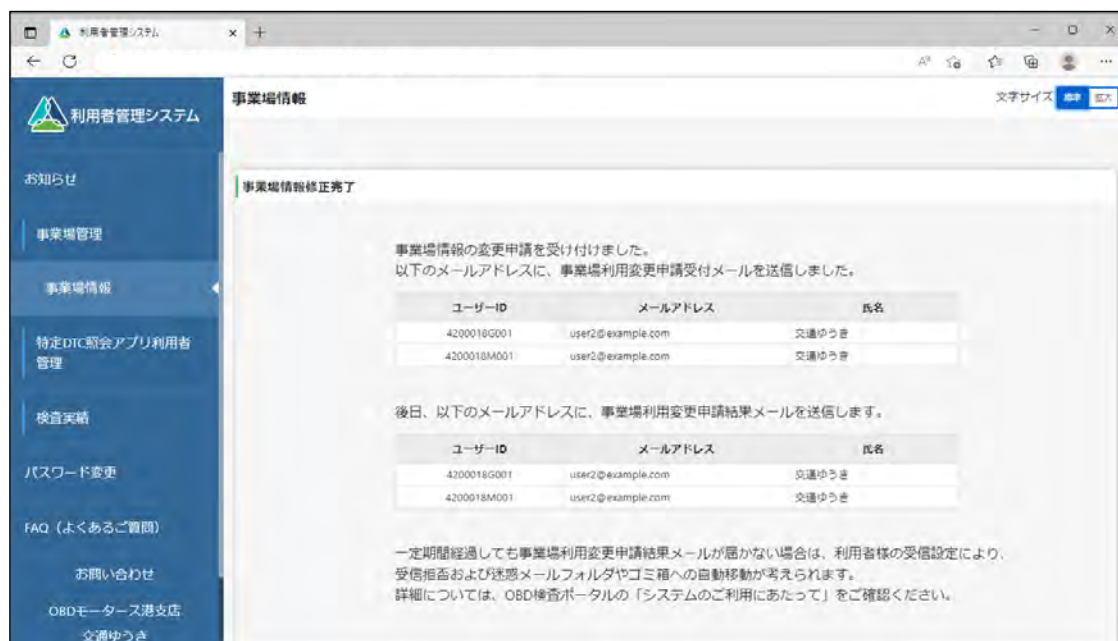 利用者管理システム
事業場情報
文字サイズ 標準 拡大
利用者管理システム
お知らせ
事業場管理
事業場情報
特定DTC照会アプリ利用者
管理
検査実績
パスワード変更
FAQ（よくあるご質問）
お問い合わせ
OBDモータース港支店
交通ゆうき
事業場情報修正完了
事業場情報の変更申請を受け付けました。
以下のメールアドレスに、事業場利用変更申請受付メールを送信しました。
ユーザーID メールアドレス 氏名
4200018G001 user2@example.com 交通ゆうき
4200018M001 user2@example.com 交通ゆうき
後日、以下のメールアドレスに、事業場利用変更申請結果メールを送信します。
ユーザーID メールアドレス 氏名
4200018G001 user2@example.com 交通ゆうき
4200018M001 user2@example.com 交通ゆうき
一定期間経過しても事業場利用変更申請結果メールが届かない場合は、利用者様の受信設定により、
受信拒否および迷惑メールフォルダやゴミ箱への自動移動が考えられます。
詳細については、OBD検査ポータルの「システムのご利用にあたって」をご確認ください。